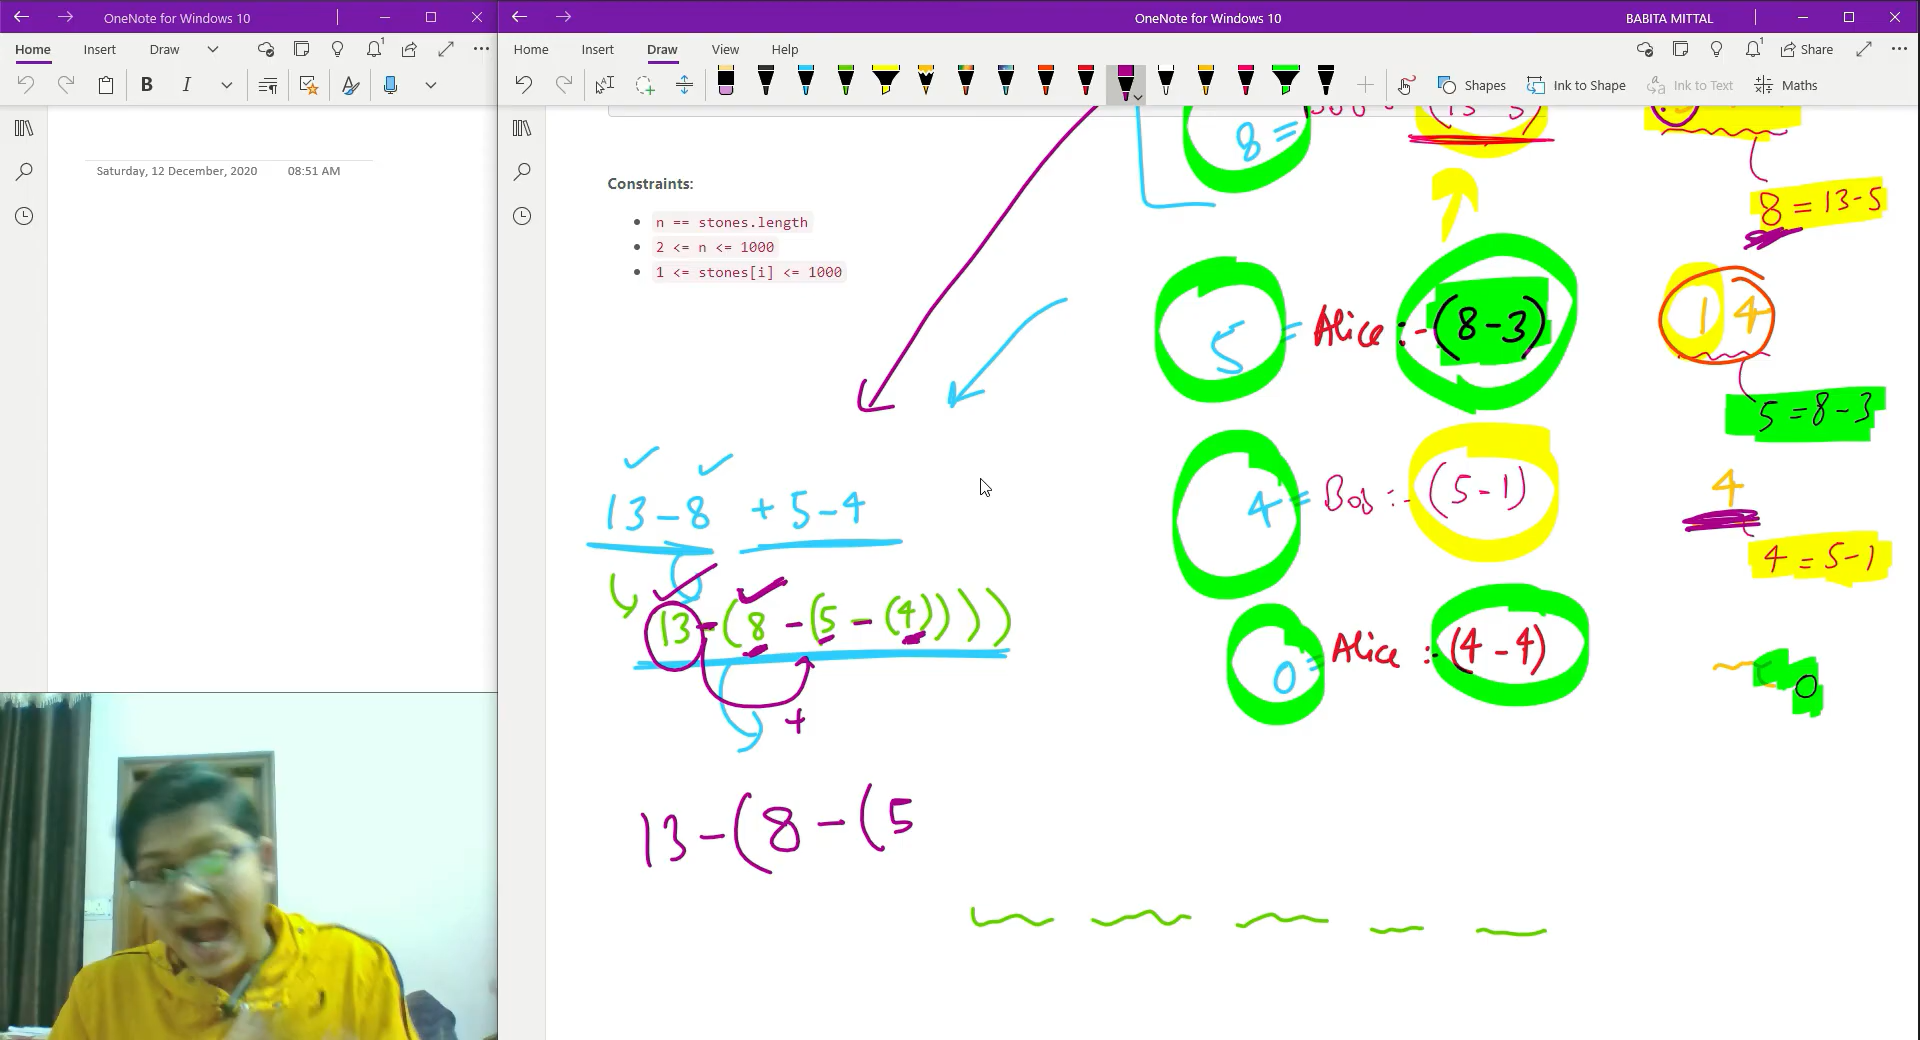 OneNote for Windows 10
Home Insert Draw
B I
Saturday, 12 December, 2020 08:51 AM
OneNote for Windows 10 BABITA MITTAL
Home Insert Draw View Help Share
Shapes Ink to Shape Ink to Text Maths
8 =
8 = 13-5
Constraints:
n == stones.length
2 <= n <= 1000
1 <= stones[i] <= 1000
5 = Alice :- (8-3)
1 4
5 = 8-3
4 = Bob :- (5-1)
4
4 = 5-1
0 = Alice :- (4-4)
0
13-8 + 5-4
13-(8-(5-(4))))
+
13-(8-(5